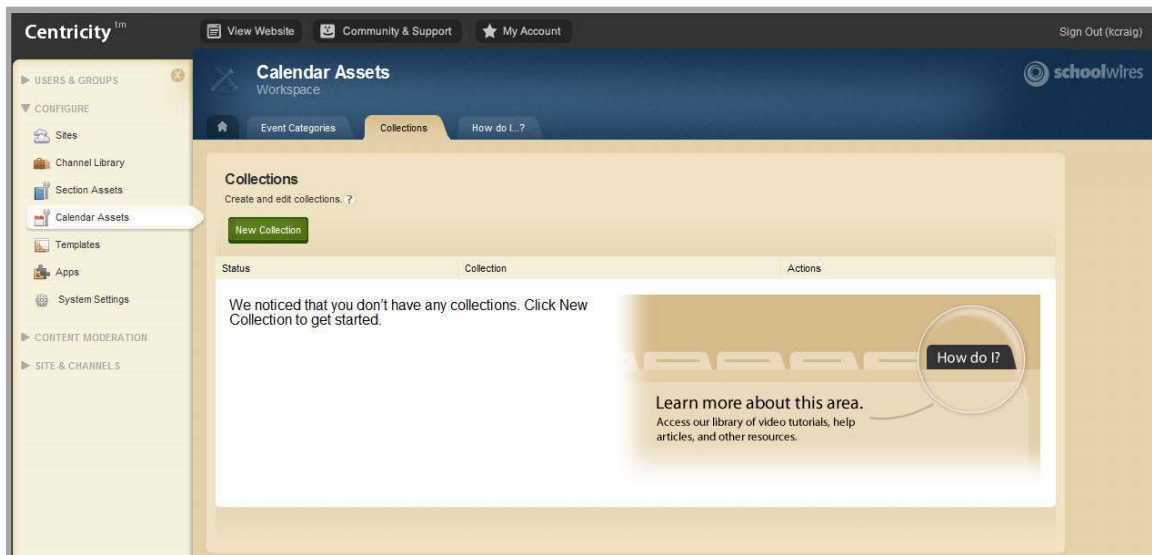 Centricity tm
View Website
Community & Support
My Account
Sign Out (kcraig)
USERS & GROUPS
CONFIGURE
Sites
Channel Library
Section Assets
Calendar Assets
Templates
Apps
System Settings
CONTENT MODERATION
SITE & CHANNELS
Calendar Assets
Workspace
schoolwires
Event Categories
Collections
How do I...?
Collections
Create and edit collections. ?
New Collection
Status Collection Actions
We noticed that you don't have any collections. Click New
Collection to get started.
How do I?
Learn more about this area.
Access our library of video tutorials, help
articles, and other resources.